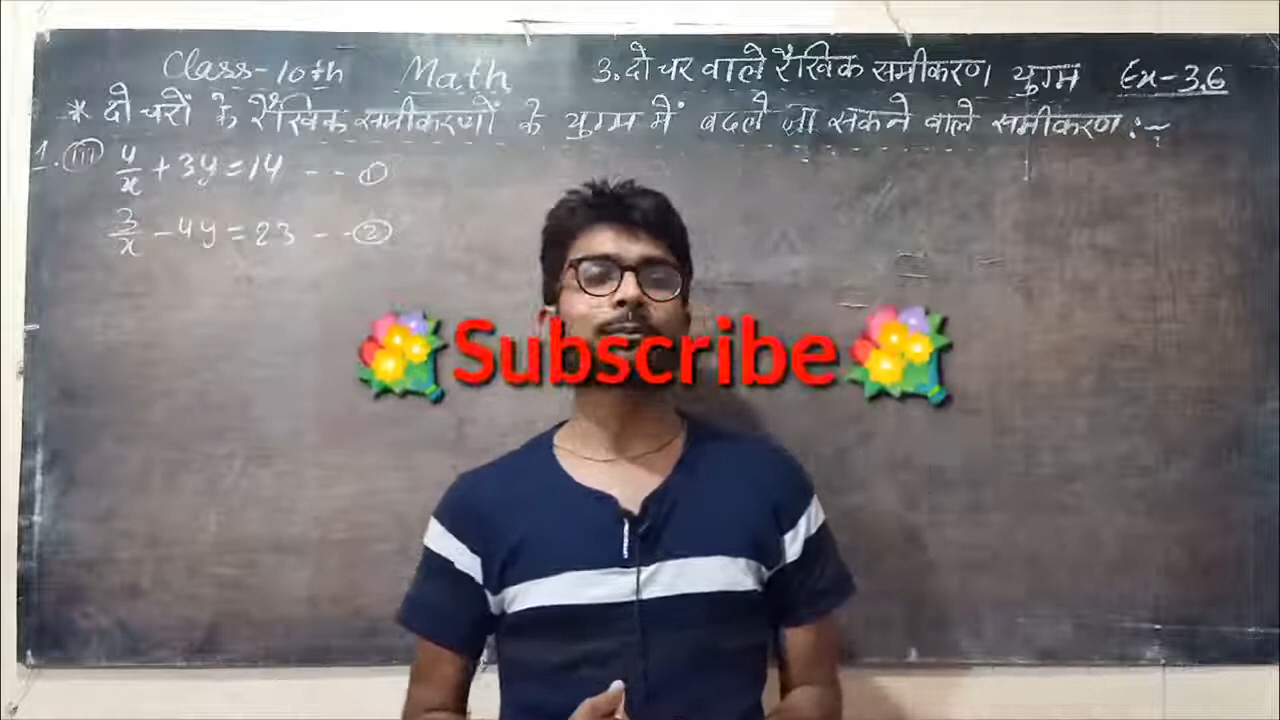 Class-10th Math 3. दो चर वाले रैखिक समीकरण युग्म Ex-3.6
* दो चरों के रैखिक समीकरणों के युग्म में बदले जा सकने वाले समीकरण :-
1. (iii) 4/x + 3y = 14 --- ①
3/x - 4y = 23 --- ②
Subscribe